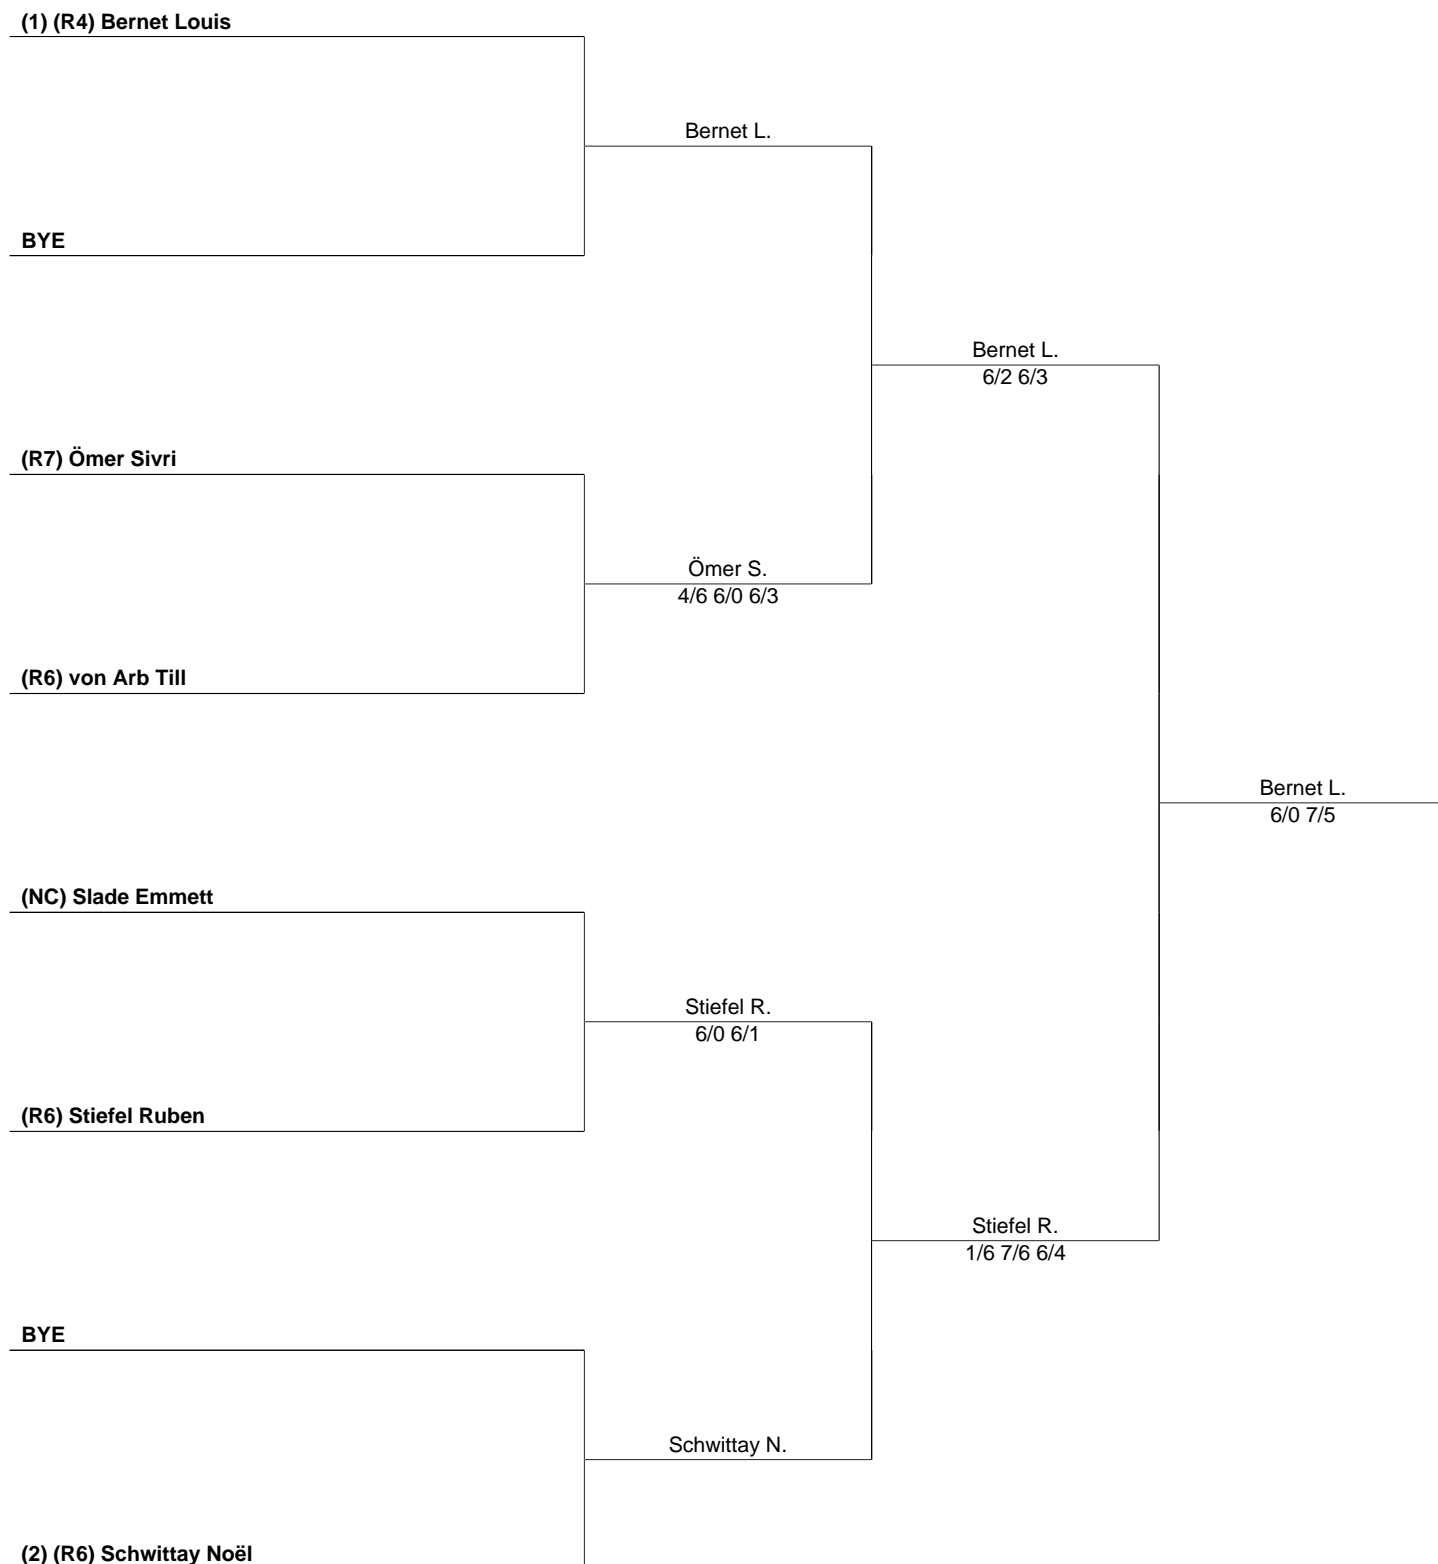 (1) (R4) Bernet Louis
Bernet L.
BYE
Bernet L.
6/2 6/3
(R7) Ömer Sivri
Ömer S.
4/6 6/0 6/3
(R6) von Arb Till
Bernet L.
6/0 7/5
(NC) Slade Emmett
Stiefel R.
6/0 6/1
(R6) Stiefel Ruben
Stiefel R.
1/6 7/6 6/4
BYE
Schwittay N.
(2) (R6) Schwittay Noël